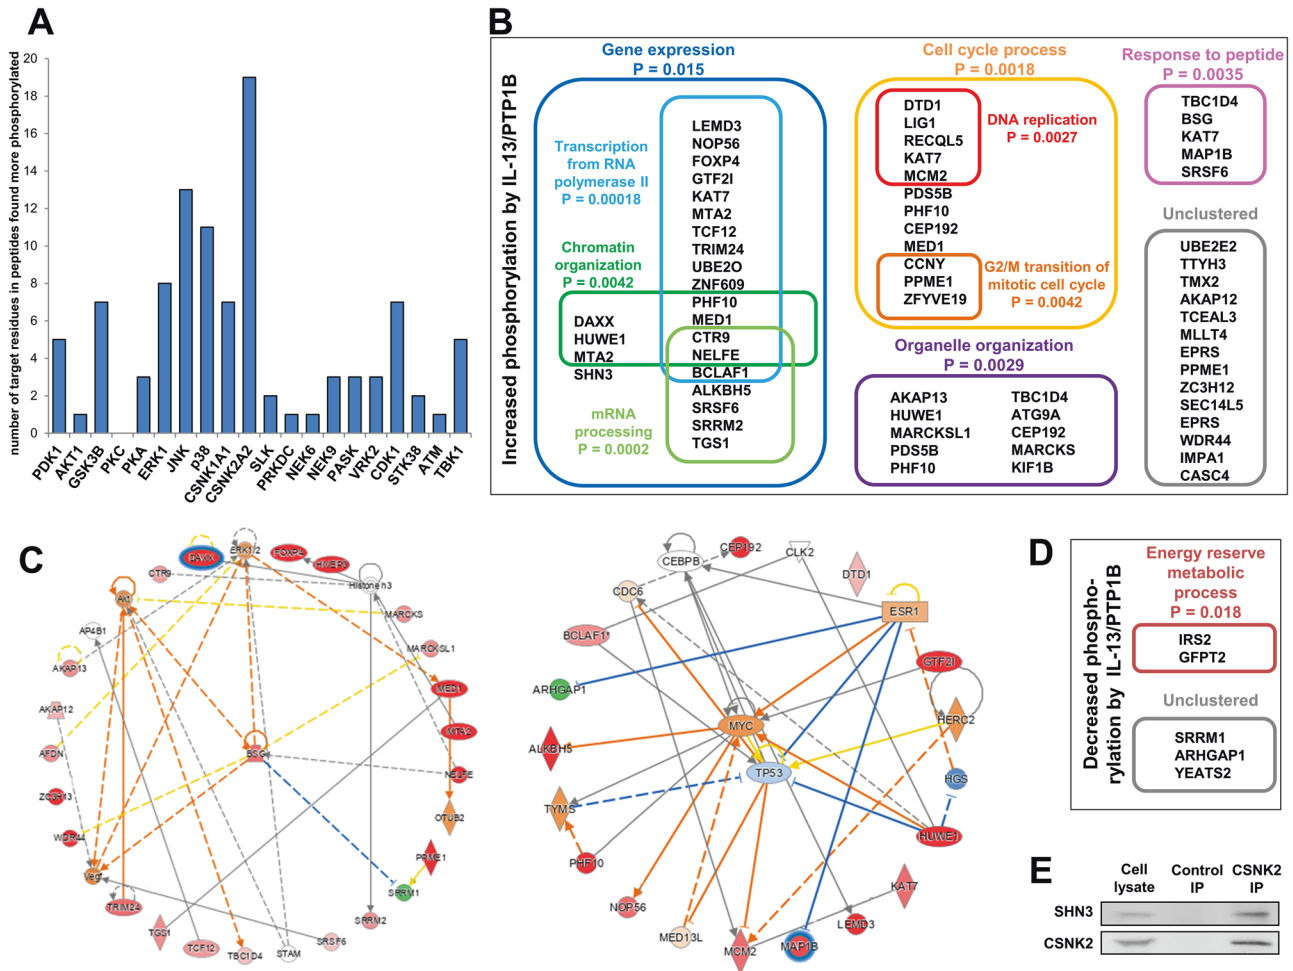 A
number of target residues in peptides found more phosphorylated
20
18
16
14
12
10
8
6
4
2
0
PDK1
AKT1
GSK3B
PKC
PKA
ERK1
JNK
p38
CSNK1A1
CSNK2A2
SLK
PRKDC
NEK6
NEK9
PASK
VRK2
CDK1
STK38
ATM
TBK1
B
Increased phosphorylation by IL-13/PTP1B
Gene expression
P = 0.015
Transcription
from RNA
polymerase II
P = 0.00018
Chromatin
organization
P = 0.0042
DAXX
HUWE1
MTA2
SHN3
mRNA
processing
P = 0.0002
LEMD3
NOP56
FOXP4
GTF2I
KAT7
MTA2
TCF12
TRIM24
UBE2O
ZNF609
PHF10
MED1
CTR9
NELFE
BCLAF1
ALKBH5
SRSF6
SRRM2
TGS1
Cell cycle process
P = 0.0018
DTD1
LIG1
RECQL5
KAT7
MCM2
PDS5B
PHF10
CEP192
MED1
CCNY
PPME1
ZFYVE19
DNA replication
P = 0.0027
G2/M transition of
mitotic cell cycle
P = 0.0042
Organelle organization
P = 0.0029
AKAP13
HUWE1
MARCKSL1
PDS5B
PHF10
TBC1D4
ATG9A
CEP192
MARCKS
KIF1B
Response to peptide
P = 0.0035
TBC1D4
BSG
KAT7
MAP1B
SRSF6
Unclustered
UBE2E2
TTYH3
TMX2
AKAP12
TCEAL3
MLLT4
EPRS
PPME1
ZC3H12
SEC14L5
EPRS
WDR44
IMPA1
CASC4
C
DAXX
ERK1/2
FOXP4
HIVEP3
Histone h3
CTR9
Akt
MARCKS
AP4B1
MARCKSL1
AKAP13
MED1
AKAP12
MTA2
AFDN
BSG
NELFE
ZC3H13
OTUB2
WDR44
PPME1
Vegf
SRRM1
TRIM24
SRRM2
TGS1
TCF12
TBC1D4
STAM
SRSF6
CEBPB
CEP192
CLK2
DTD1
CDC6
ESR1
BCLAF1*
GTF2I
ARHGAP1
HERC2
MYC
ALKBH5
TP53
HGS
TYMS
HUWE1
PHF10
KAT7
NOP56
LEMD3
MED13L
MCM2
MAP1B
D
Decreased phospho-
rylation by IL-13/PTP1B
Energy reserve
metabolic
process
P = 0.018
IRS2
GFPT2
Unclustered
SRRM1
ARHGAP1
YEATS2
E
Cell
lysate
Control
IP
CSNK2
IP
SHN3
CSNK2